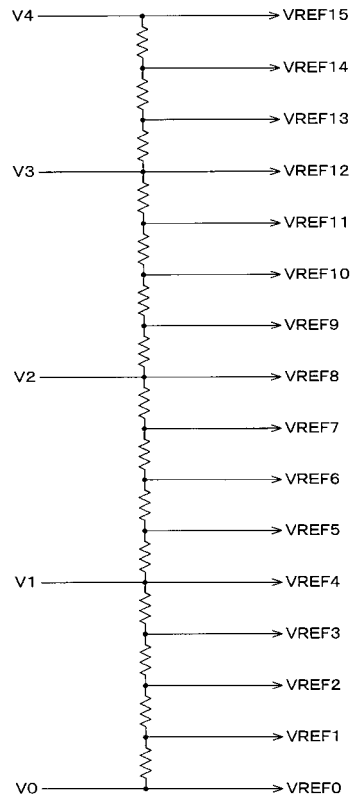 V4 VREF15
VREF14
VREF13
V3 VREF12
VREF11
VREF10
VREF9
V2 VREF8
VREF7
VREF6
VREF5
V1 VREF4
VREF3
VREF2
VREF1
V0 VREF0